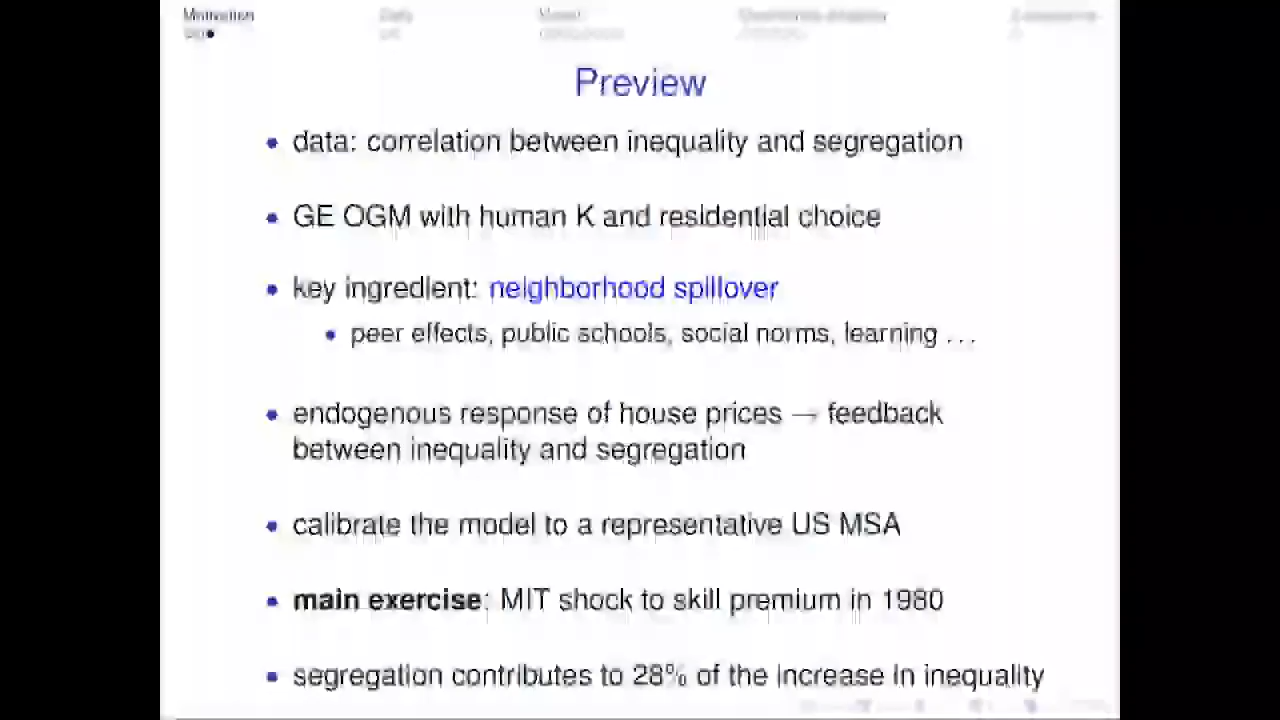 Motivation
Preview
• data: correlation between inequality and segregation
• GE OGM with human K and residential choice
• key ingredient: neighborhood spillover
• peer effects, public schools, social norms, learning ...
• endogenous response of house prices → feedback
between inequality and segregation
• calibrate the model to a representative US MSA
• main exercise: MIT shock to skill premium in 1980
• segregation contributes to 28% of the increase in inequality